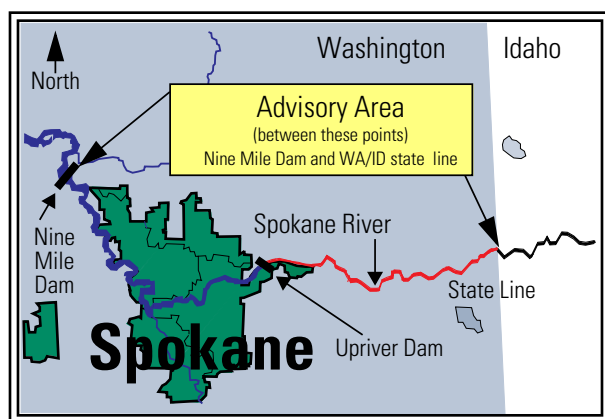 Washington
Idaho
North
Advisory Area
(between these points)
Nine Mile Dam and WA/ID state line
Nine
Mile
Dam
Spokane River
State Line
Upriver Dam
Spokane